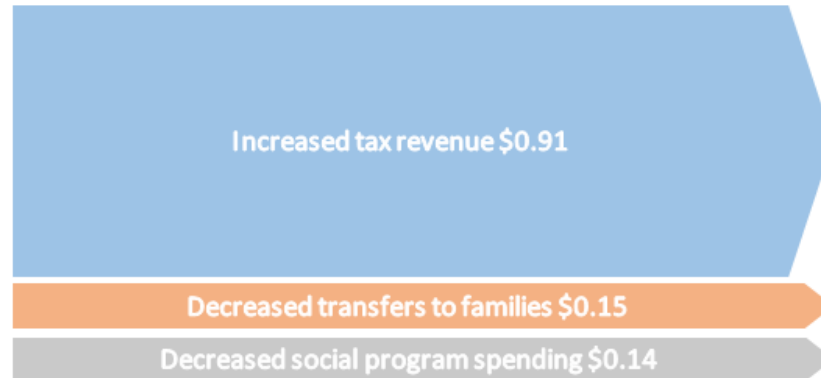 Increased tax revenue $0.91
Decreased transfers to families $0.15
Decreased social program spending $0.14